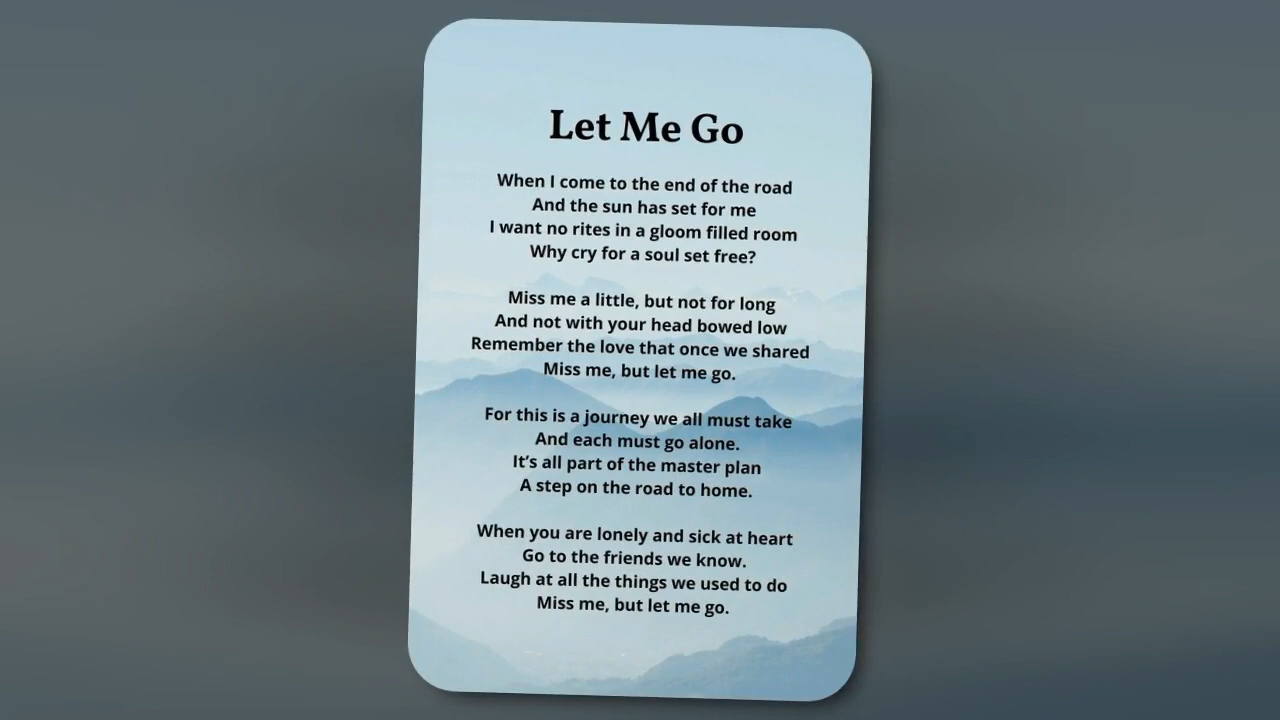 Let Me Go
When I come to the end of the road
And the sun has set for me
I want no rites in a gloom filled room
Why cry for a soul set free?
Miss me a little, but not for long
And not with your head bowed low
Remember the love that once we shared
Miss me, but let me go.
For this is a journey we all must take
And each must go alone.
It’s all part of the master plan
A step on the road to home.
When you are lonely and sick at heart
Go to the friends we know.
Laugh at all the things we used to do
Miss me, but let me go.